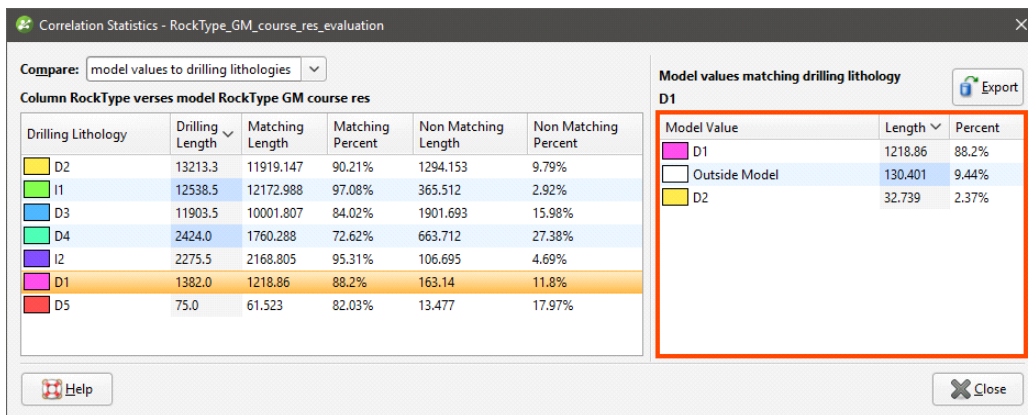 Correlation Statistics - RockType_GM_course_res_evaluation
Compare: model values to drilling lithologies
Column RockType verses model RockType GM course res
Drilling Lithology Drilling Length Matching Length Matching Percent Non Matching Length Non Matching Percent
D2 13213.3 11919.147 90.21% 1294.153 9.79%
I1 12538.5 12172.988 97.08% 365.512 2.92%
D3 11903.5 10001.807 84.02% 1901.693 15.98%
D4 2424.0 1760.288 72.62% 663.712 27.38%
I2 2275.5 2168.805 95.31% 106.695 4.69%
D1 1382.0 1218.86 88.2% 163.14 11.8%
D5 75.0 61.523 82.03% 13.477 17.97%
Model values matching drilling lithology
D1
Export
Model Value Length Percent
D1 1218.86 88.2%
Outside Model 130.401 9.44%
D2 32.739 2.37%
Help
Close